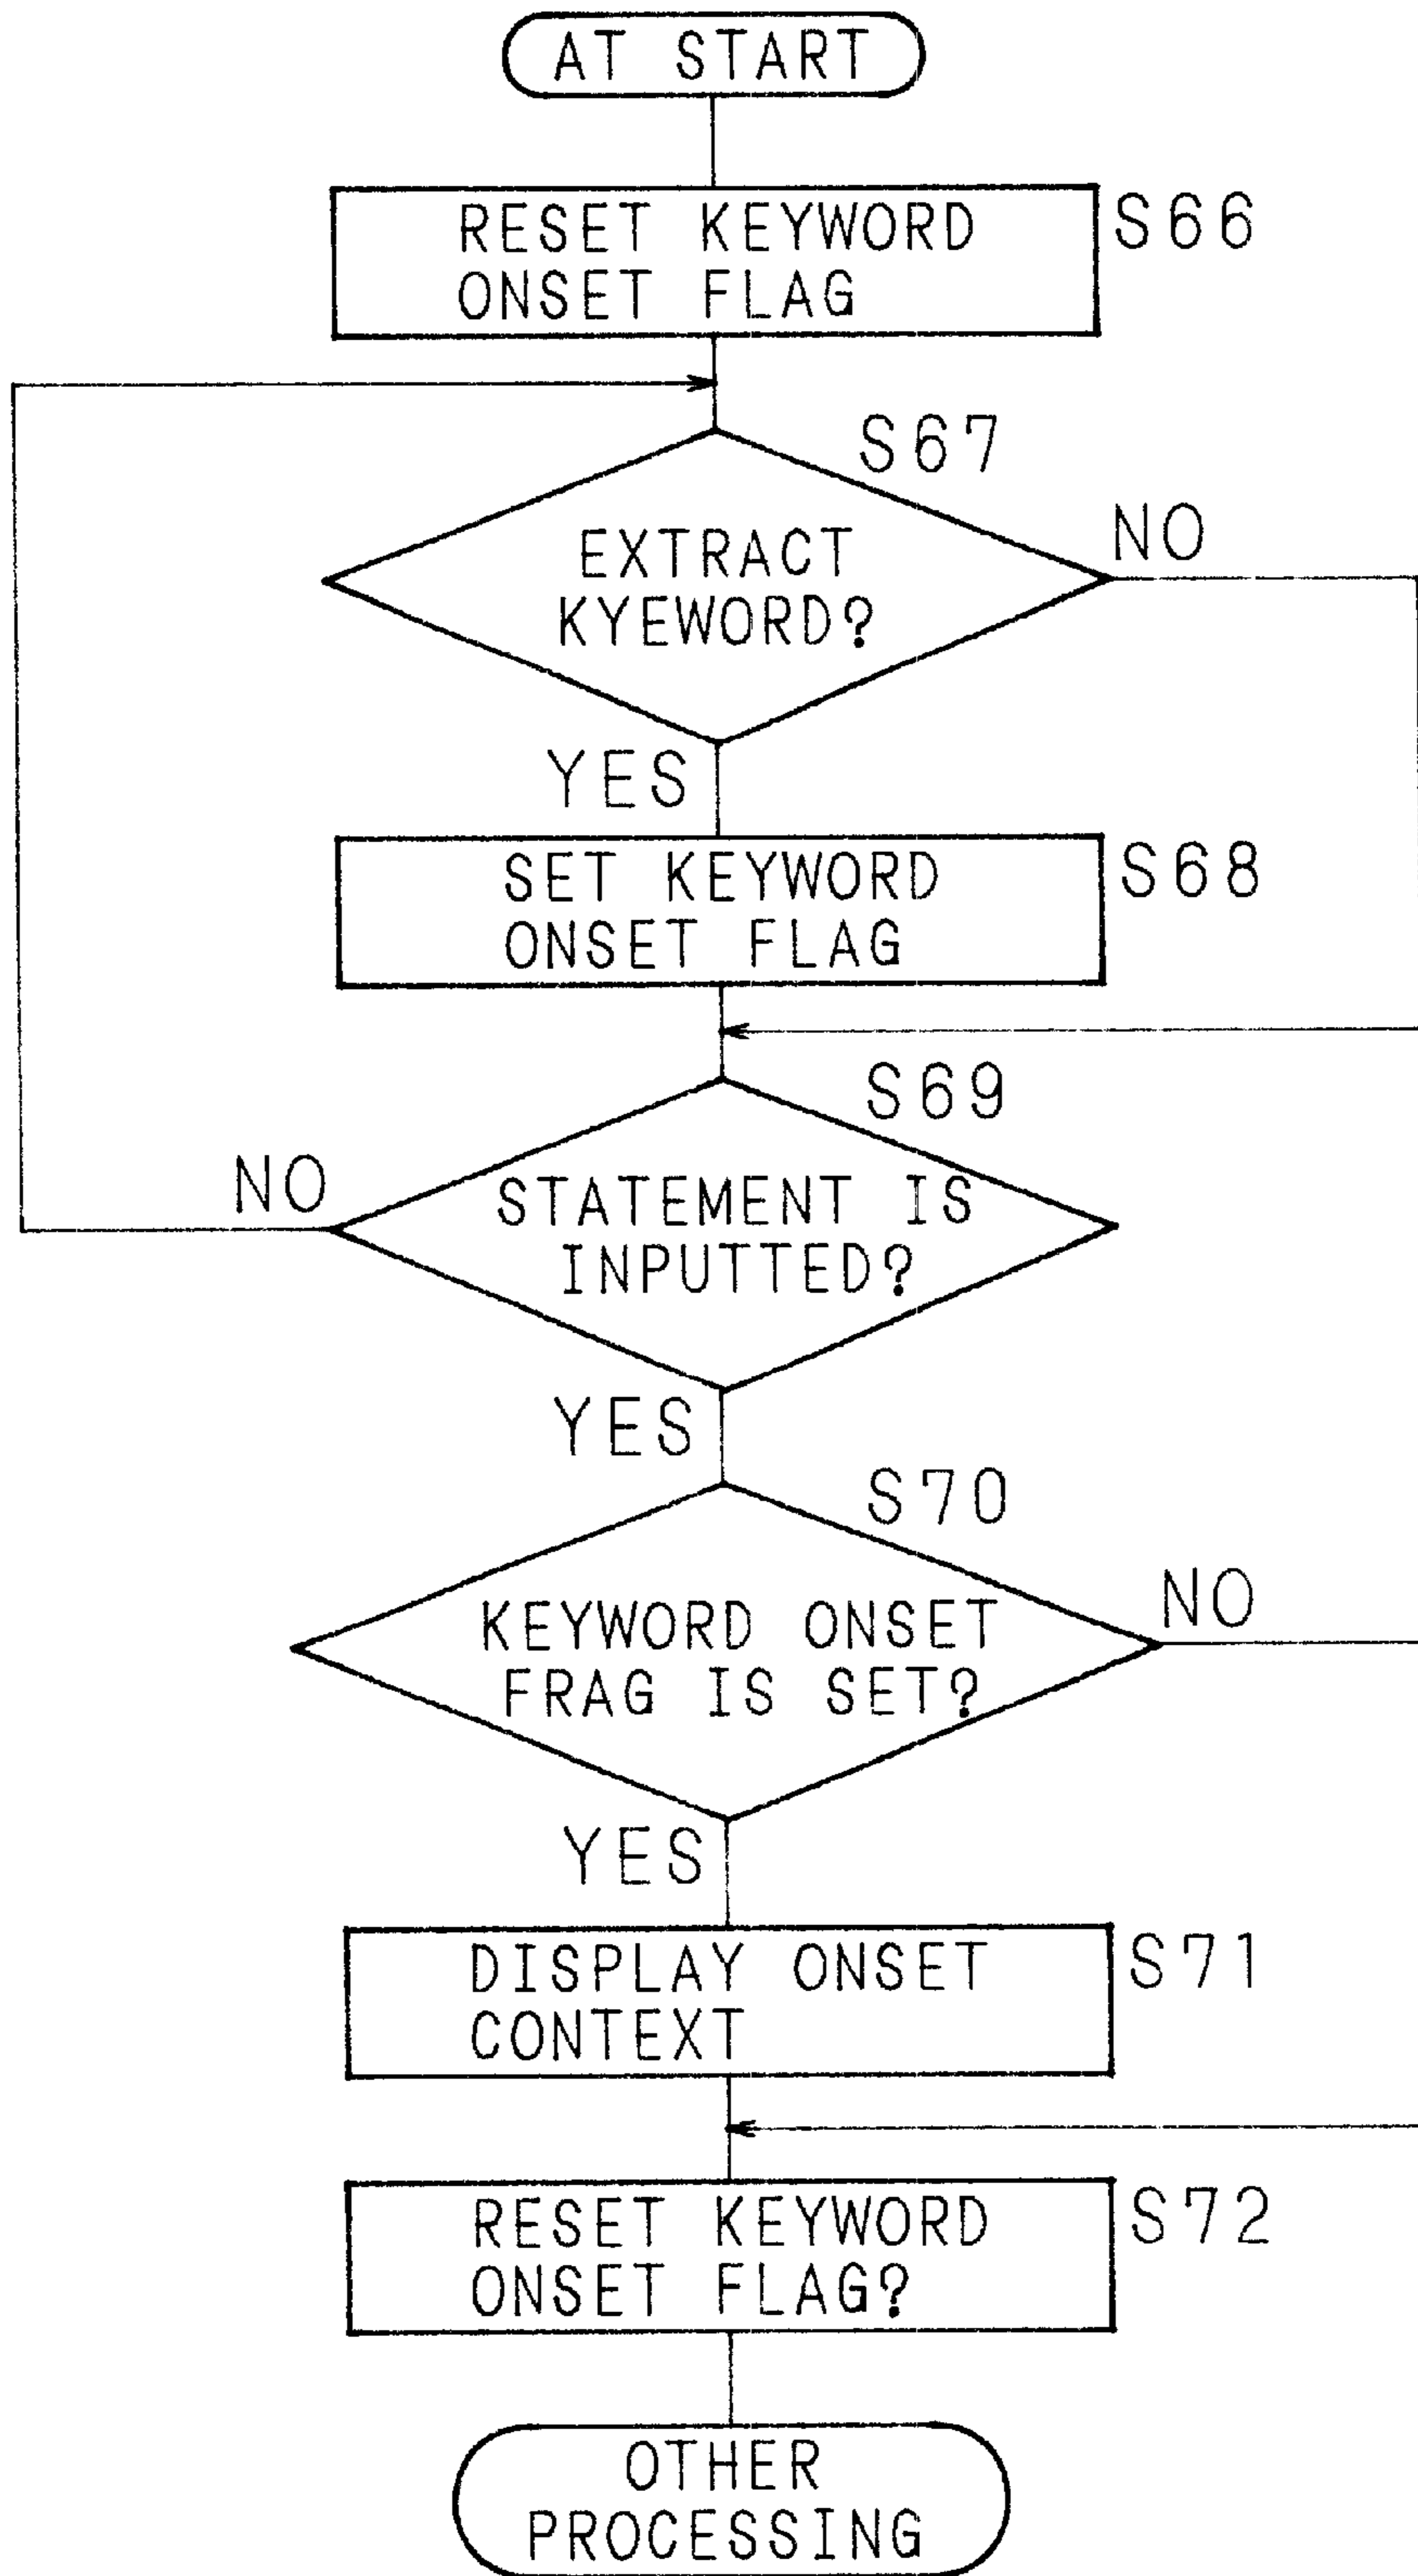 AT START
RESET KEYWORD
ONSET FLAG
S66
S67
EXTRACT
KYEWORD?
NO
YES
SET KEYWORD
ONSET FLAG
S68
S69
STATEMENT IS
INPUTTED?
NO
YES
S70
KEYWORD ONSET
FRAG IS SET?
NO
YES
DISPLAY ONSET
CONTEXT
S71
RESET KEYWORD
ONSET FLAG?
S72
OTHER
PROCESSING